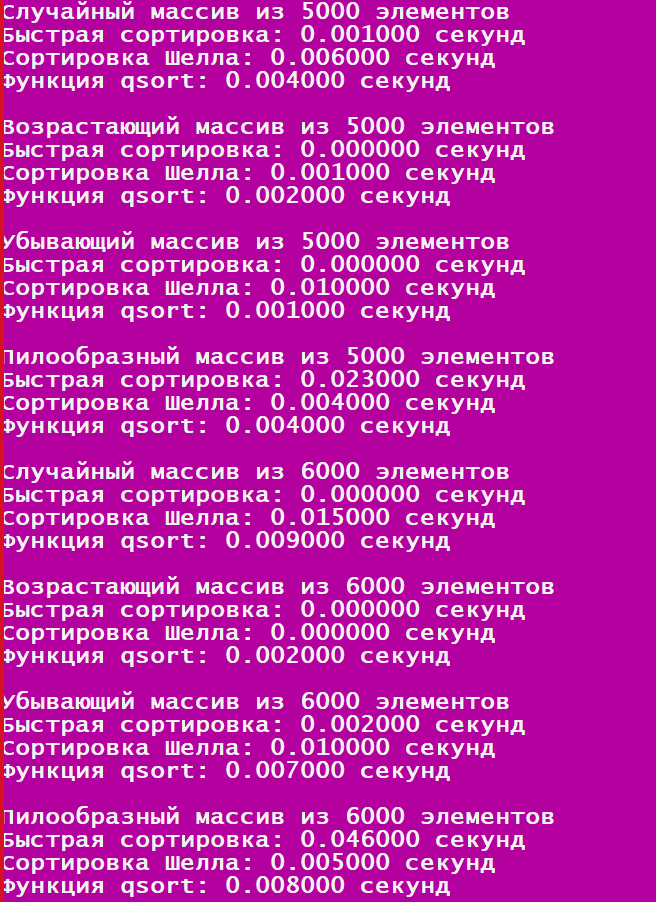 Случайный массив из 5000 элементов
Быстрая сортировка: 0.001000 секунд
Сортировка Шелла: 0.006000 секунд
Функция qsort: 0.004000 секунд
Возрастающий массив из 5000 элементов
Быстрая сортировка: 0.000000 секунд
Сортировка Шелла: 0.001000 секунд
Функция qsort: 0.002000 секунд
Убывающий массив из 5000 элементов
Быстрая сортировка: 0.000000 секунд
Сортировка Шелла: 0.010000 секунд
Функция qsort: 0.001000 секунд
Пилообразный массив из 5000 элементов
Быстрая сортировка: 0.023000 секунд
Сортировка Шелла: 0.004000 секунд
Функция qsort: 0.004000 секунд
Случайный массив из 6000 элементов
Быстрая сортировка: 0.000000 секунд
Сортировка Шелла: 0.015000 секунд
Функция qsort: 0.009000 секунд
Возрастающий массив из 6000 элементов
Быстрая сортировка: 0.000000 секунд
Сортировка Шелла: 0.000000 секунд
Функция qsort: 0.002000 секунд
Убывающий массив из 6000 элементов
Быстрая сортировка: 0.002000 секунд
Сортировка Шелла: 0.010000 секунд
Функция qsort: 0.007000 секунд
Пилообразный массив из 6000 элементов
Быстрая сортировка: 0.046000 секунд
Сортировка Шелла: 0.005000 секунд
Функция qsort: 0.008000 секунд